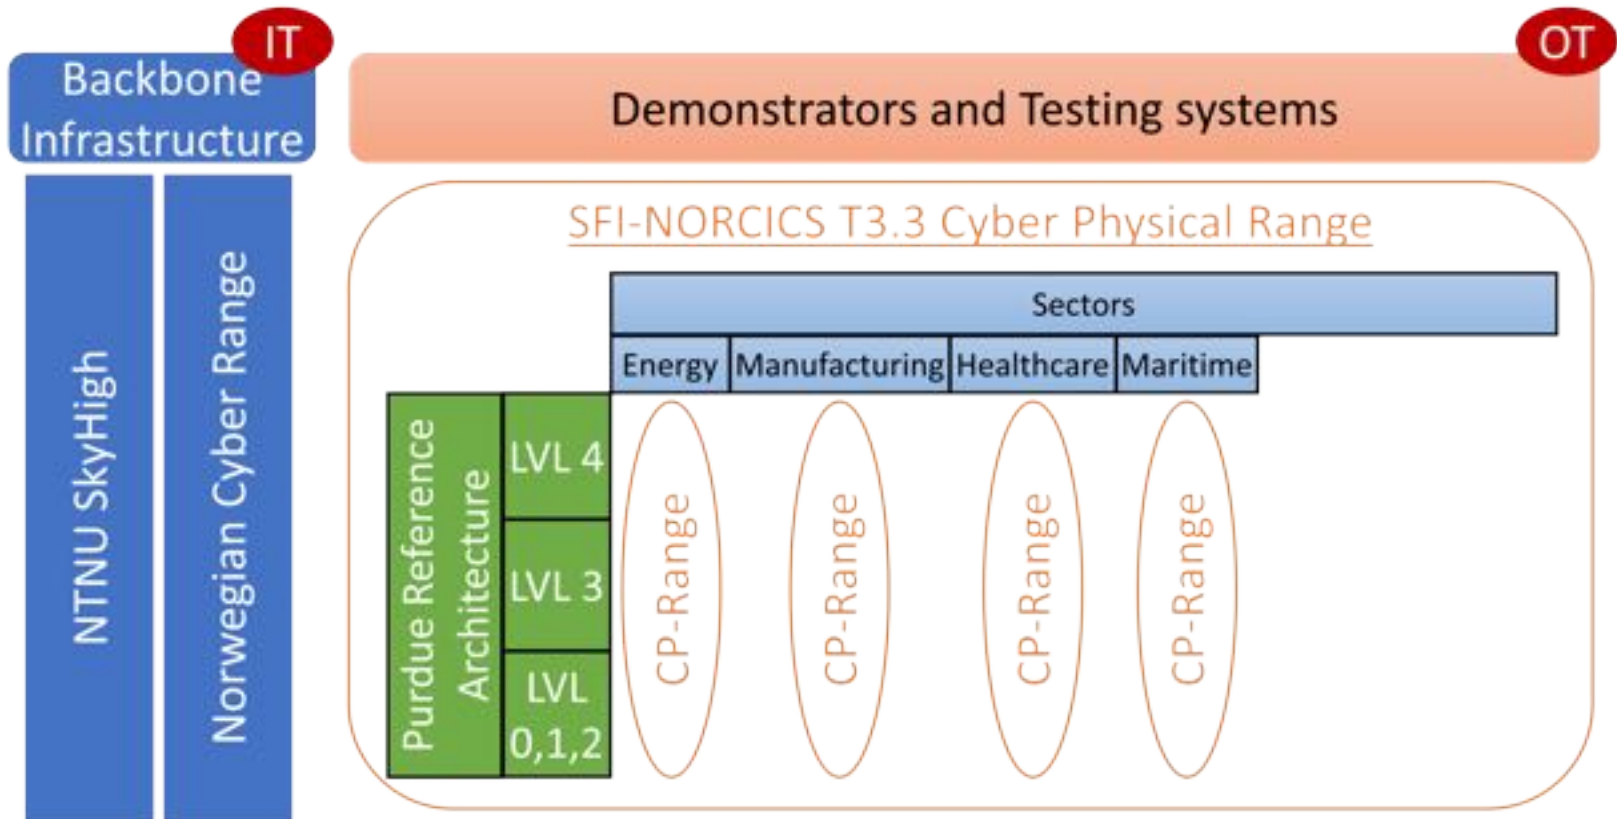 IT
Backbone
Infrastructure
NTNU SkyHigh
Norwegian Cyber Range
OT
Demonstrators and Testing systems
SFI-NORCICS T3.3 Cyber Physical Range
Sectors
Energy
Manufacturing
Healthcare
Maritime
Purdue Reference
Architecture
LVL 4
LVL 3
LVL
0,1,2
CP-Range
CP-Range
CP-Range
CP-Range